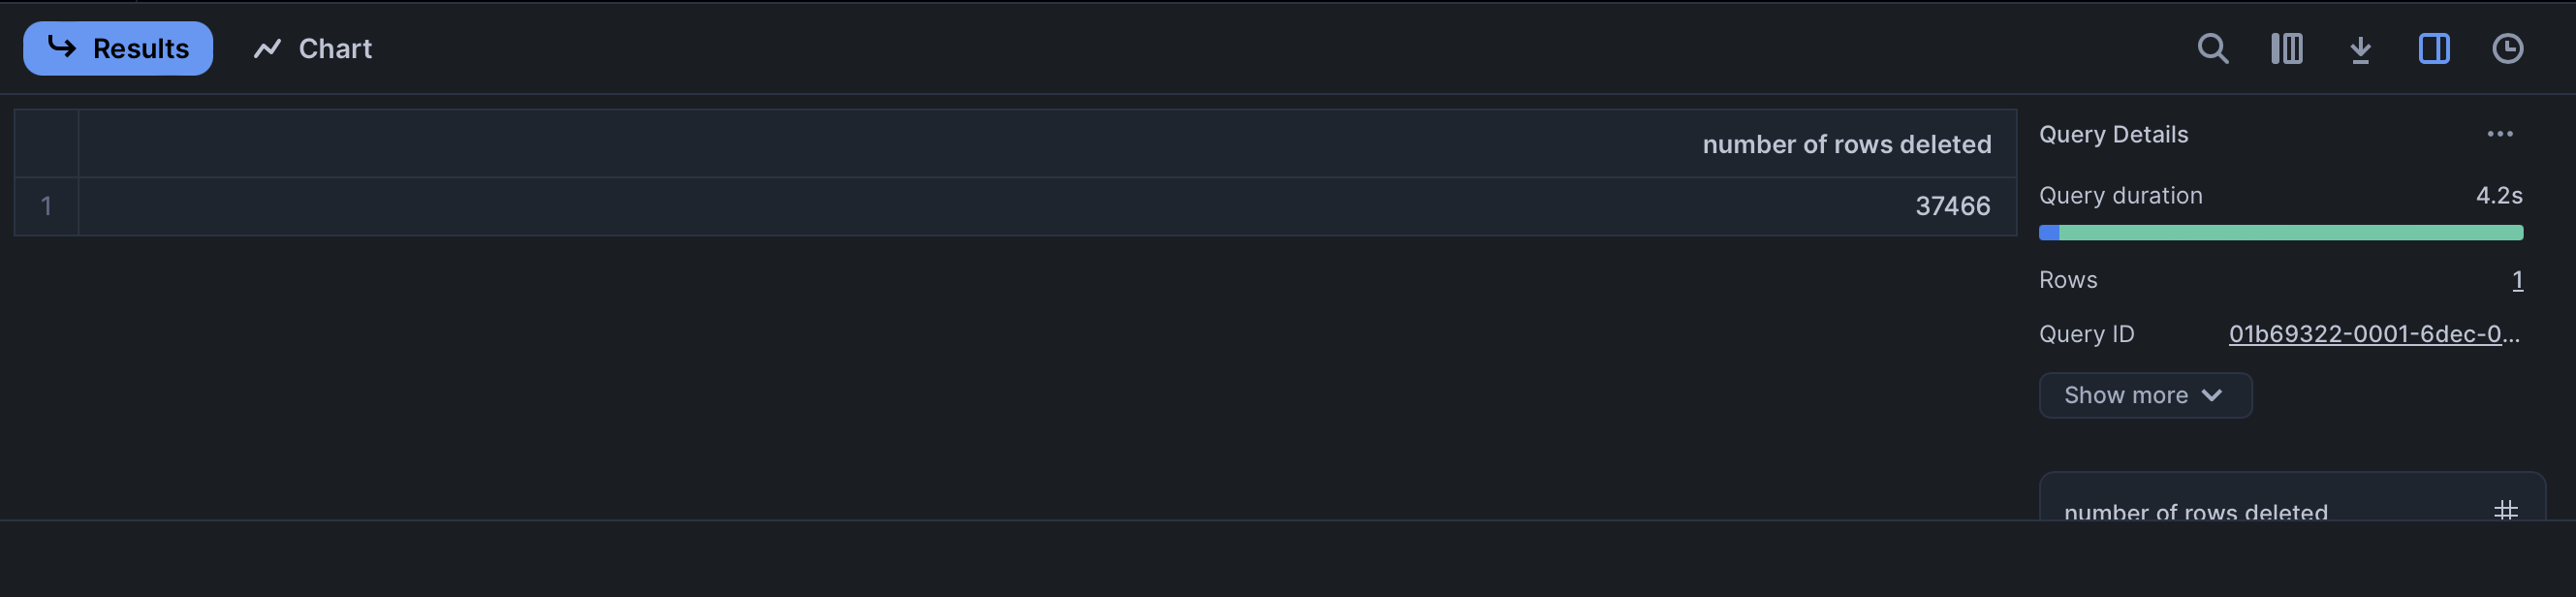 Results
Chart
number of rows deleted
1
37466
Query Details
...
Query duration
4.2s
Rows
1
Query ID
01b69322-0001-6dec-0...
Show more
number of rows deleted
#